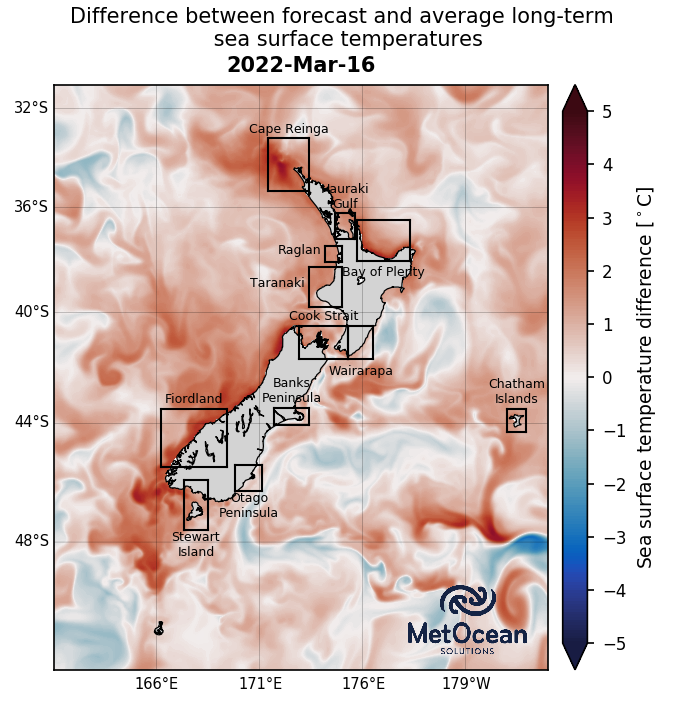 Difference between forecast and average long-term
sea surface temperatures
2022-Mar-16
32°S
36°S
40°S
44°S
48°S
Cape Reinga
Hauraki
Gulf
Raglan
Bay of Plenty
Taranaki
Cook Strait
Wairarapa
Banks
Peninsula
Fiordland
Chatham
Islands
Otago
Peninsula
Stewart
Island
MetOcean
SOLUTIONS
166°E
171°E
176°E
179°W
5
4
3
2
1
0
−1
−2
−3
−4
−5
Sea surface temperature difference [ ° C]